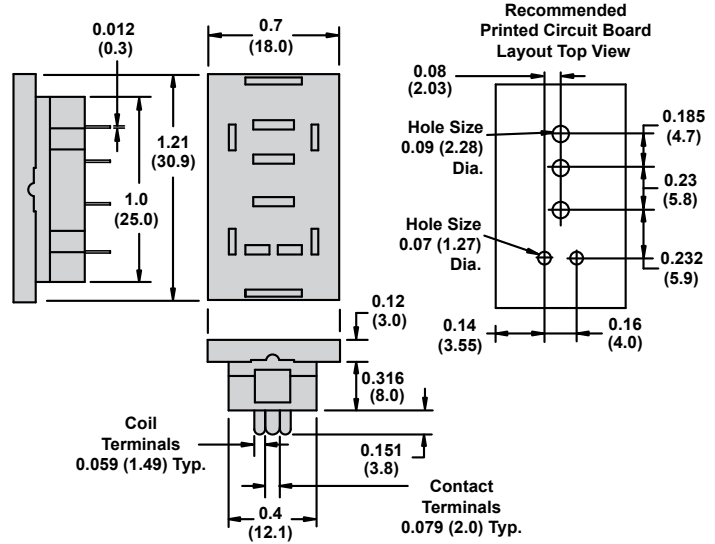 Recommended
Printed Circuit Board
Layout Top View
0.012
(0.3)
0.7
(18.0)
0.08
(2.03)
1.21
(30.9)
1.0
(25.0)
Hole Size
0.09 (2.28)
Dia.
0.185
(4.7)
0.23
(5.8)
Hole Size
0.07 (1.27)
Dia.
0.232
(5.9)
0.12
(3.0)
0.14
(3.55)
0.16
(4.0)
0.316
(8.0)
Coil
Terminals
0.059 (1.49) Typ.
0.151
(3.8)
Contact
Terminals
0.079 (2.0) Typ.
0.4
(12.1)